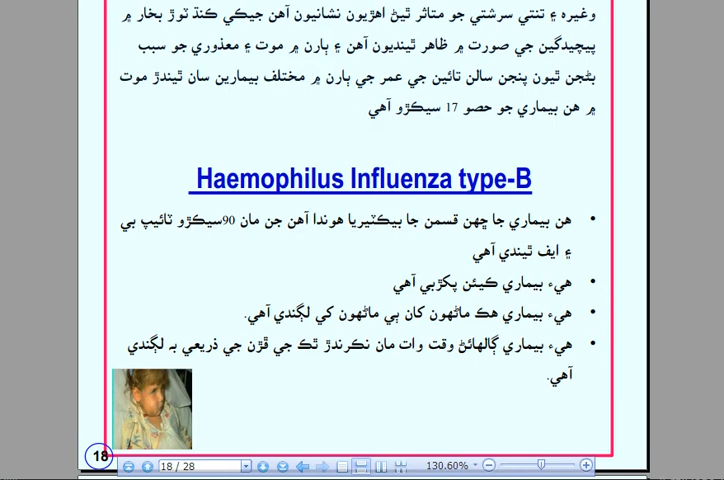 وغيره ۽ تنتي سرشتي جو متاثر ٿيڻ اهڙيون نشانيون آهن جيڪي ڪنڌ ٽوڙ بخار ۾
پيچيدگين جي صورت ۾ ظاهر ٿينديون آهن ۽ ٻارن ۾ موت ۽ معذوري جو سبب
بڻجن ٿيون پنجن سالن تائين جي عمر جي ٻارن ۾ مختلف بيمارين سان ٿيندڙ موت
۾ هن بيماري جو حصو 17 سيڪڙو آهي
Haemophilus Influenza type-B
• هن بيماري جا ڇهن قسمن جا بيڪٽيريا هوندا آهن جن مان 90سيڪڙو ٽائيپ بي
۽ ايف ٿيندي آهي
• هيءَ بيماري ڪيئن پکڙبي آهي
• هيءَ بيماري هڪ ماڻهون کان ٻي ماڻهون کي لڳندي آهي.
• هيءَ بيماري ڳالهائڻ وقت وات مان نڪرندڙ ٿڪ جي ڦڙن جي ذريعي به لڳندي
آهي.
18
18 / 28
130.60%